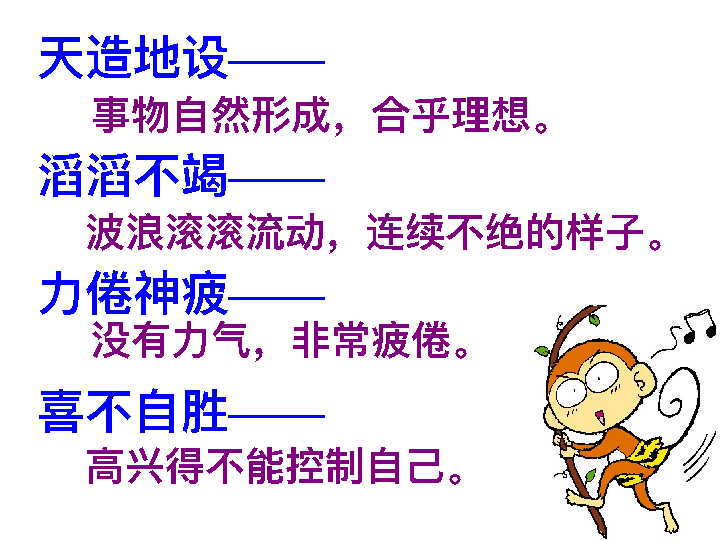 天造地设——
事物自然形成，合乎理想。
滔滔不竭——
波浪滚滚流动，连续不绝的样子。
力倦神疲——
没有力气，非常疲倦。
喜不自胜——
高兴得不能控制自己。